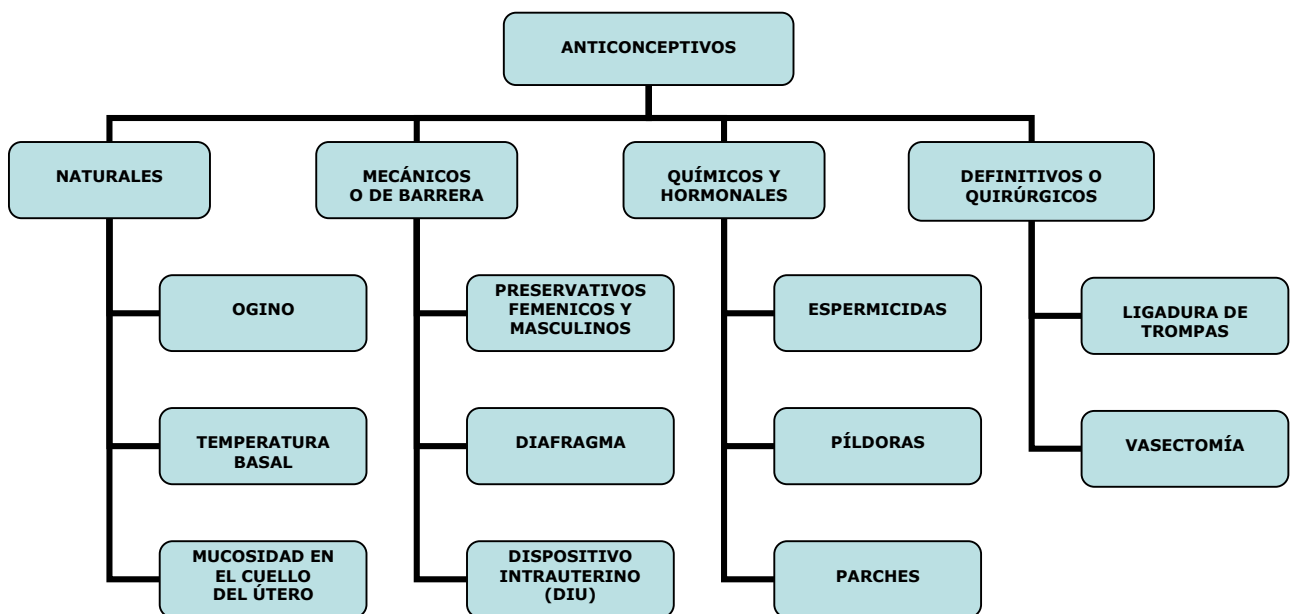 ANTICONCEPTIVOS
NATURALES
MECÁNICOS
O DE BARRERA
QUÍMICOS Y
HORMONALES
DEFINITIVOS O
QUIRÚRGICOS
OGINO
PRESERVATIVOS
FEMENICOS Y
MASCULINOS
ESPERMICIDAS
LIGADURA DE
TROMPAS
TEMPERATURA
BASAL
DIAFRAGMA
PÍLDORAS
VASECTOMÍA
MUCOSIDAD EN
EL CUELLO
DEL ÚTERO
DISPOSITIVO
INTRAUTERINO
(DIU)
PARCHES